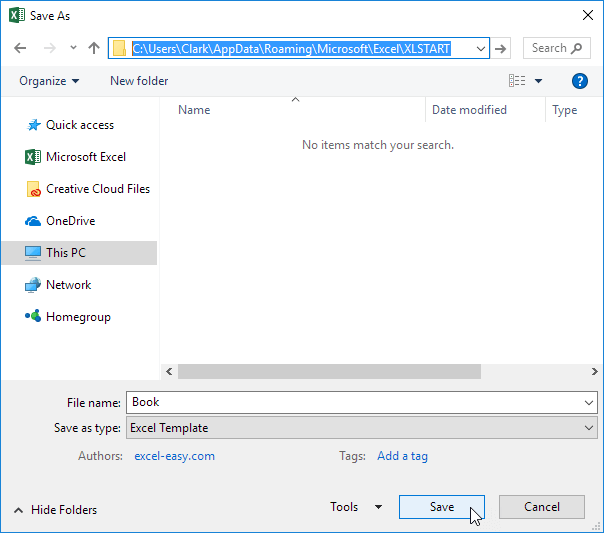 Save As
C:\Users\Clark\AppData\Roaming\Microsoft\Excel\XLSTART
Search
Organize
New folder
?
Name Date modified Type
No items match your search.
Quick access
Microsoft Excel
Creative Cloud Files
OneDrive
This PC
Network
Homegroup
File name: Book
Save as type: Excel Template
Authors: excel-easy.com Tags: Add a tag
Hide Folders Tools Save Cancel